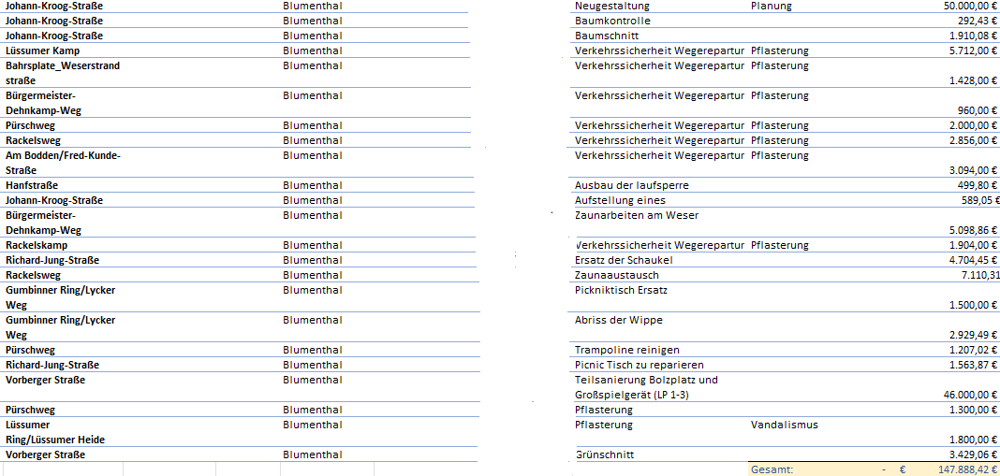 Johann-Kroog-Straße Blumenthal Neugestaltung Planung 50.000,00 €
Johann-Kroog-Straße Blumenthal Baumkontrolle 292,43 €
Johann-Kroog-Straße Blumenthal Baumschnitt 1.910,08 €
Lüssumer Kamp Blumenthal Verkehrssicherheit Wegerepartur Pflasterung 5.712,00 €
Bahrsplate_Weserstrand Blumenthal Verkehrssicherheit Wegerepartur Pflasterung
straße 1.428,00 €
Bürgermeister- Blumenthal Verkehrssicherheit Wegerepartur Pflasterung
Dehnkamp-Weg 960,00 €
Pürschweg Blumenthal Verkehrssicherheit Wegerepartur Pflasterung 2.000,00 €
Rackelsweg Blumenthal Verkehrssicherheit Wegerepartur Pflasterung 2.856,00 €
Am Bodden/Fred-Kunde- Blumenthal Verkehrssicherheit Wegerepartur Pflasterung
Straße 3.094,00 €
Hanfstraße Blumenthal Ausbau der laufsperre 499,80 €
Johann-Kroog-Straße Blumenthal Aufstellung eines 589,05 €
Bürgermeister- Blumenthal Zaunarbeiten am Weser
Dehnkamp-Weg 5.098,86 €
Rackelskamp Blumenthal Verkehrssicherheit Wegerepartur Pflasterung 1.904,00 €
Richard-Jung-Straße Blumenthal Ersatz der Schaukel 4.704,45 €
Rackelsweg Blumenthal Zaunaaustausch 7.110,31
Gumbinner Ring/Lycker Blumenthal Pickniktisch Ersatz
Weg 1.500,00 €
Gumbinner Ring/Lycker Blumenthal Abriss der Wippe
Weg 2.929,49 €
Pürschweg Blumenthal Trampoline reinigen 1.207,02 €
Richard-Jung-Straße Blumenthal Picnic Tisch zu reparieren 1.563,87 €
Vorberger Straße Blumenthal Teilsanierung Bolzplatz und
Großspielgerät (LP 1-3) 46.000,00 €
Pürschweg Blumenthal Pflasterung 1.300,00 €
Lüssumer Blumenthal Pflasterung Vandalismus
Ring/Lüssumer Heide 1.800,00 €
Vorberger Straße Blumenthal Grünschnitt 3.429,06 €
Gesamt: - € 147.888,42 €